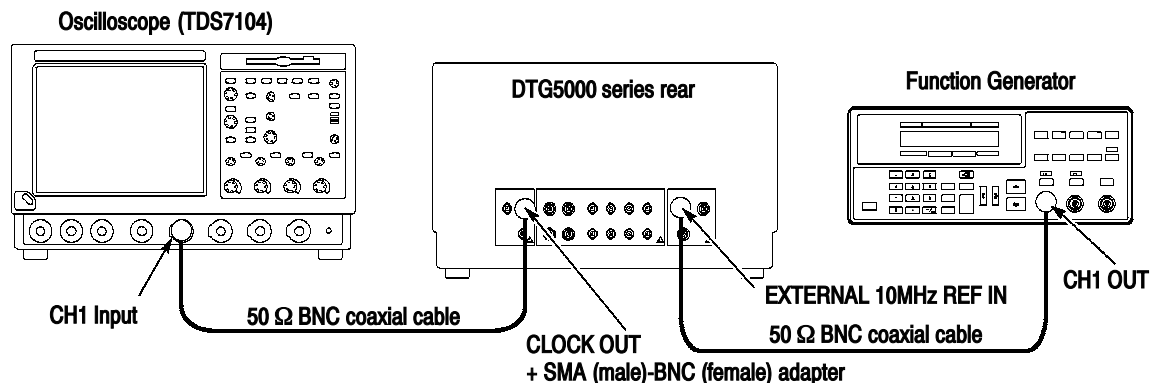 Oscilloscope (TDS7104)
DTG5000 series rear
Function Generator
CH1 Input
50 Ω BNC coaxial cable
CLOCK OUT
+ SMA (male)-BNC (female) adapter
EXTERNAL 10MHz REF IN
50 Ω BNC coaxial cable
CH1 OUT